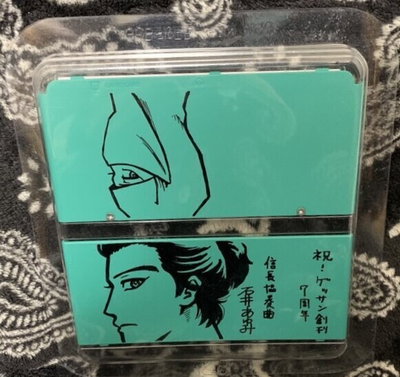 祝！ゲッサン創刊
7周年
信長協奏曲
石井あゆみ